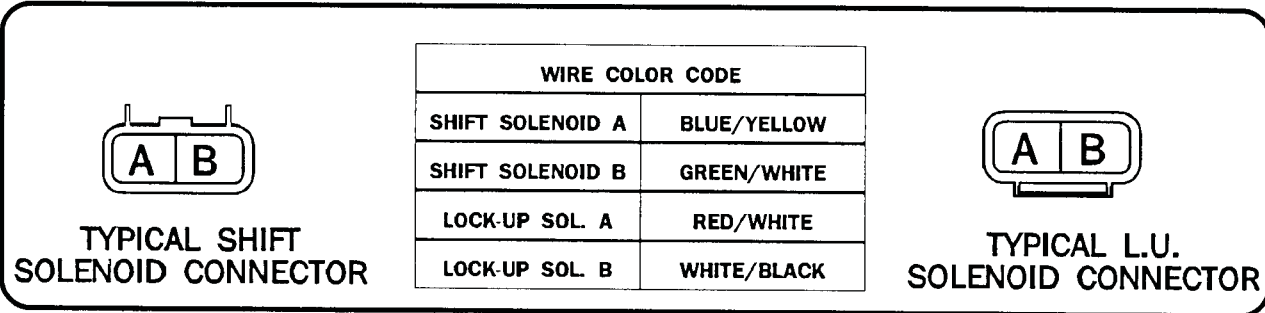 A B
TYPICAL SHIFT
SOLENOID CONNECTOR
WIRE COLOR CODE
SHIFT SOLENOID A BLUE/YELLOW
SHIFT SOLENOID B GREEN/WHITE
LOCK-UP SOL. A RED/WHITE
LOCK-UP SOL. B WHITE/BLACK
A B
TYPICAL L.U.
SOLENOID CONNECTOR